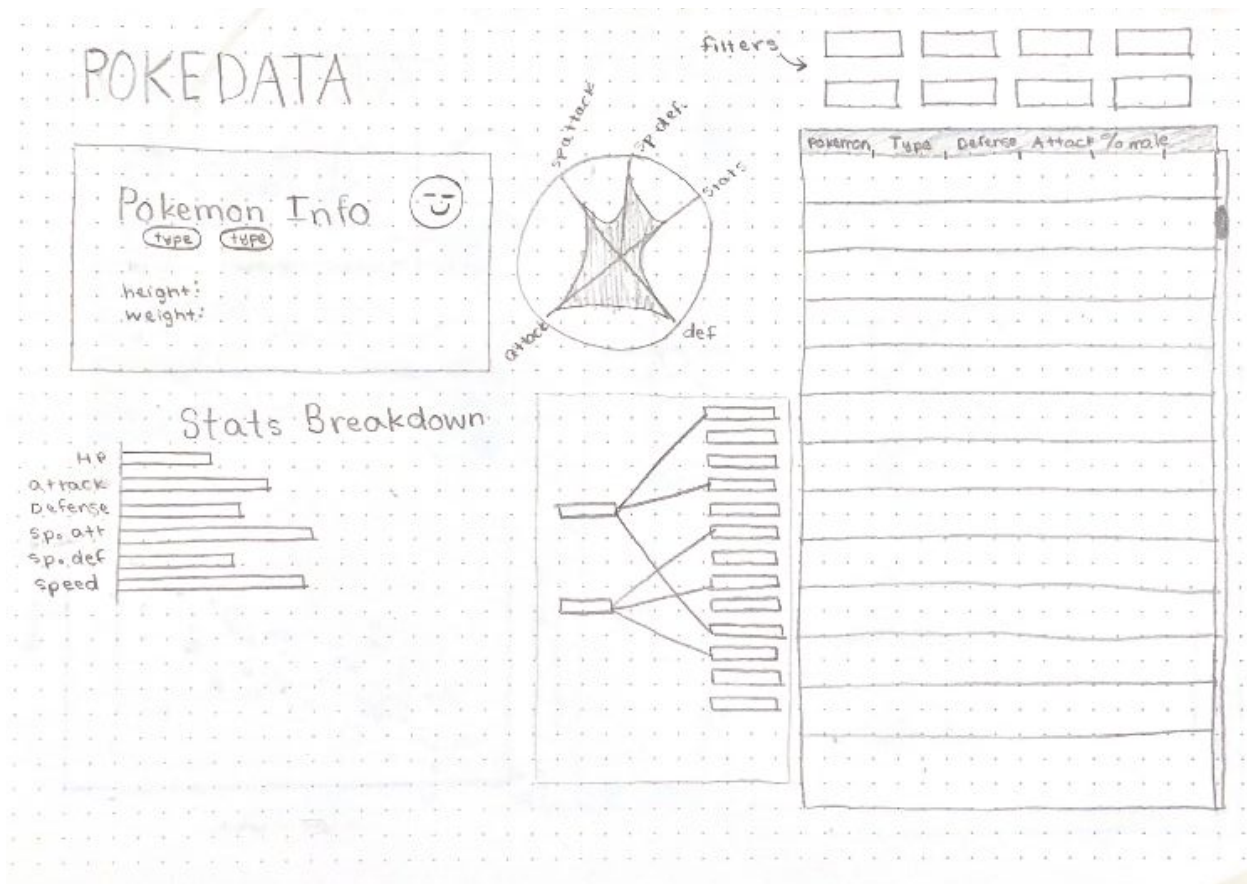 POKEDATA
filters
Pokemon Info
type type
height:
weight:
sp attack
sp def.
stats
attack
def
Pokemon Type Defense Attack % male
Stats Breakdown
HP
attack
Defense
sp. att
sp. def
speed